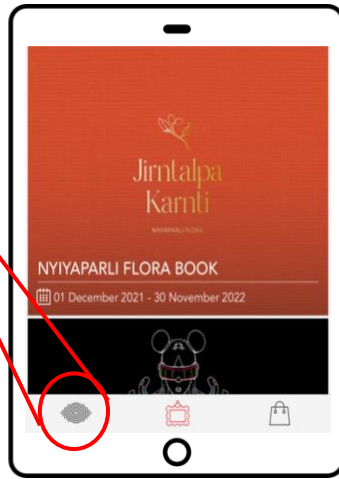 Jirntalpa
Karnti
NYIYAPARLI FLORA
NYIYAPARLI FLORA BOOK
01 December 2021 - 30 November 2022